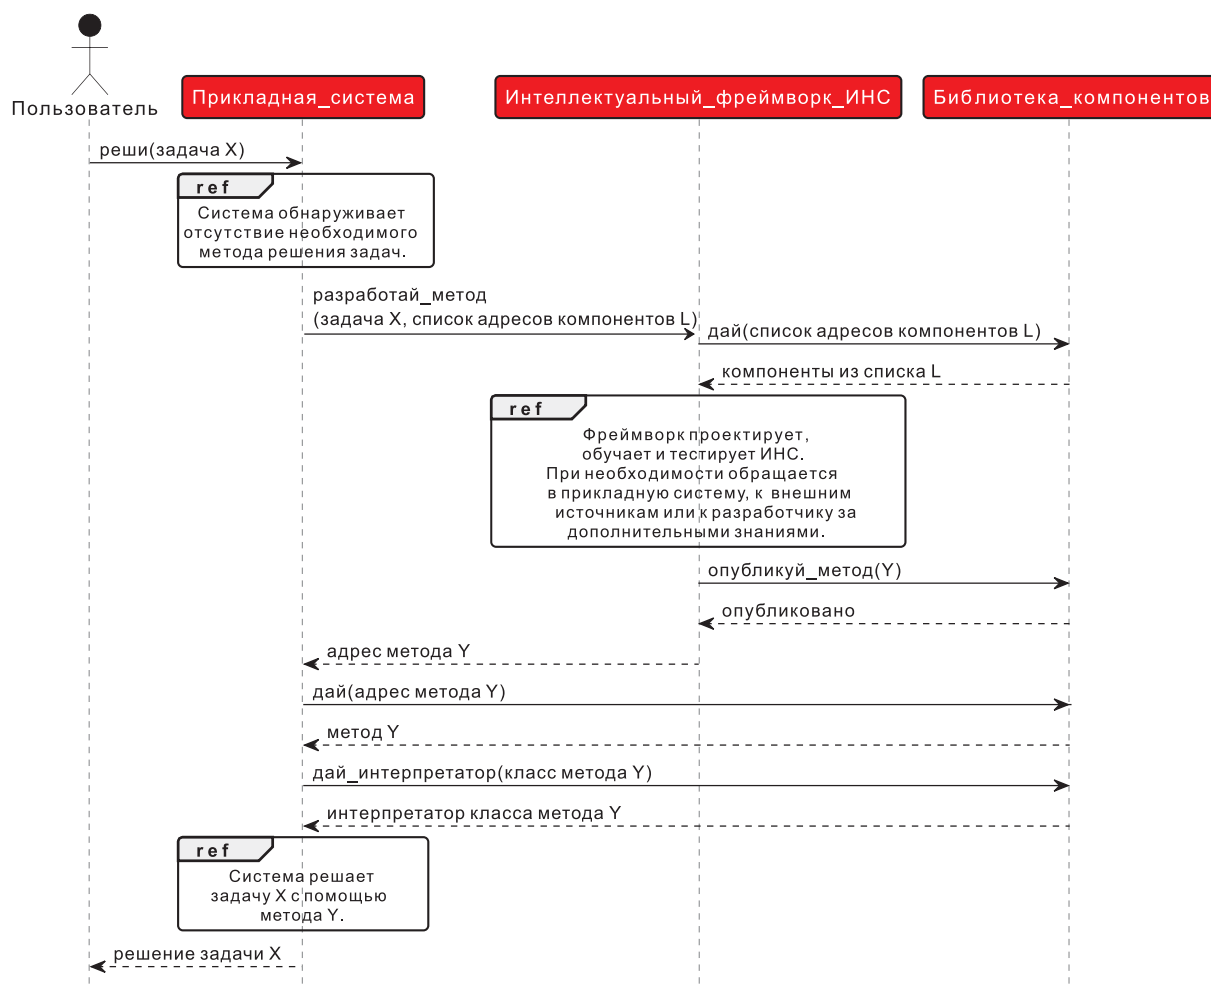 Пользователь
Прикладная_система
Интеллектуальный_фреймворк_ИНС
Библиотека_компонентов
реши(задача X)
ref
Система обнаруживает
отсутствие необходимого
метода решения задач.
разработай_метод
(задача X, список адресов компонентов L)
дай(список адресов компонентов L)
компоненты из списка L
ref
Фреймворк проектирует,
обучает и тестирует ИНС.
При необходимости обращается
в прикладную систему, к внешним
источникам или к разработчику за
дополнительными знаниями.
опубликуй_метод(Y)
опубликовано
адрес метода Y
дай(адрес метода Y)
метод Y
дай_интерпретатор(класс метода Y)
интерпретатор класса метода Y
ref
Система решает
задачу X с помощью
метода Y.
решение задачи X